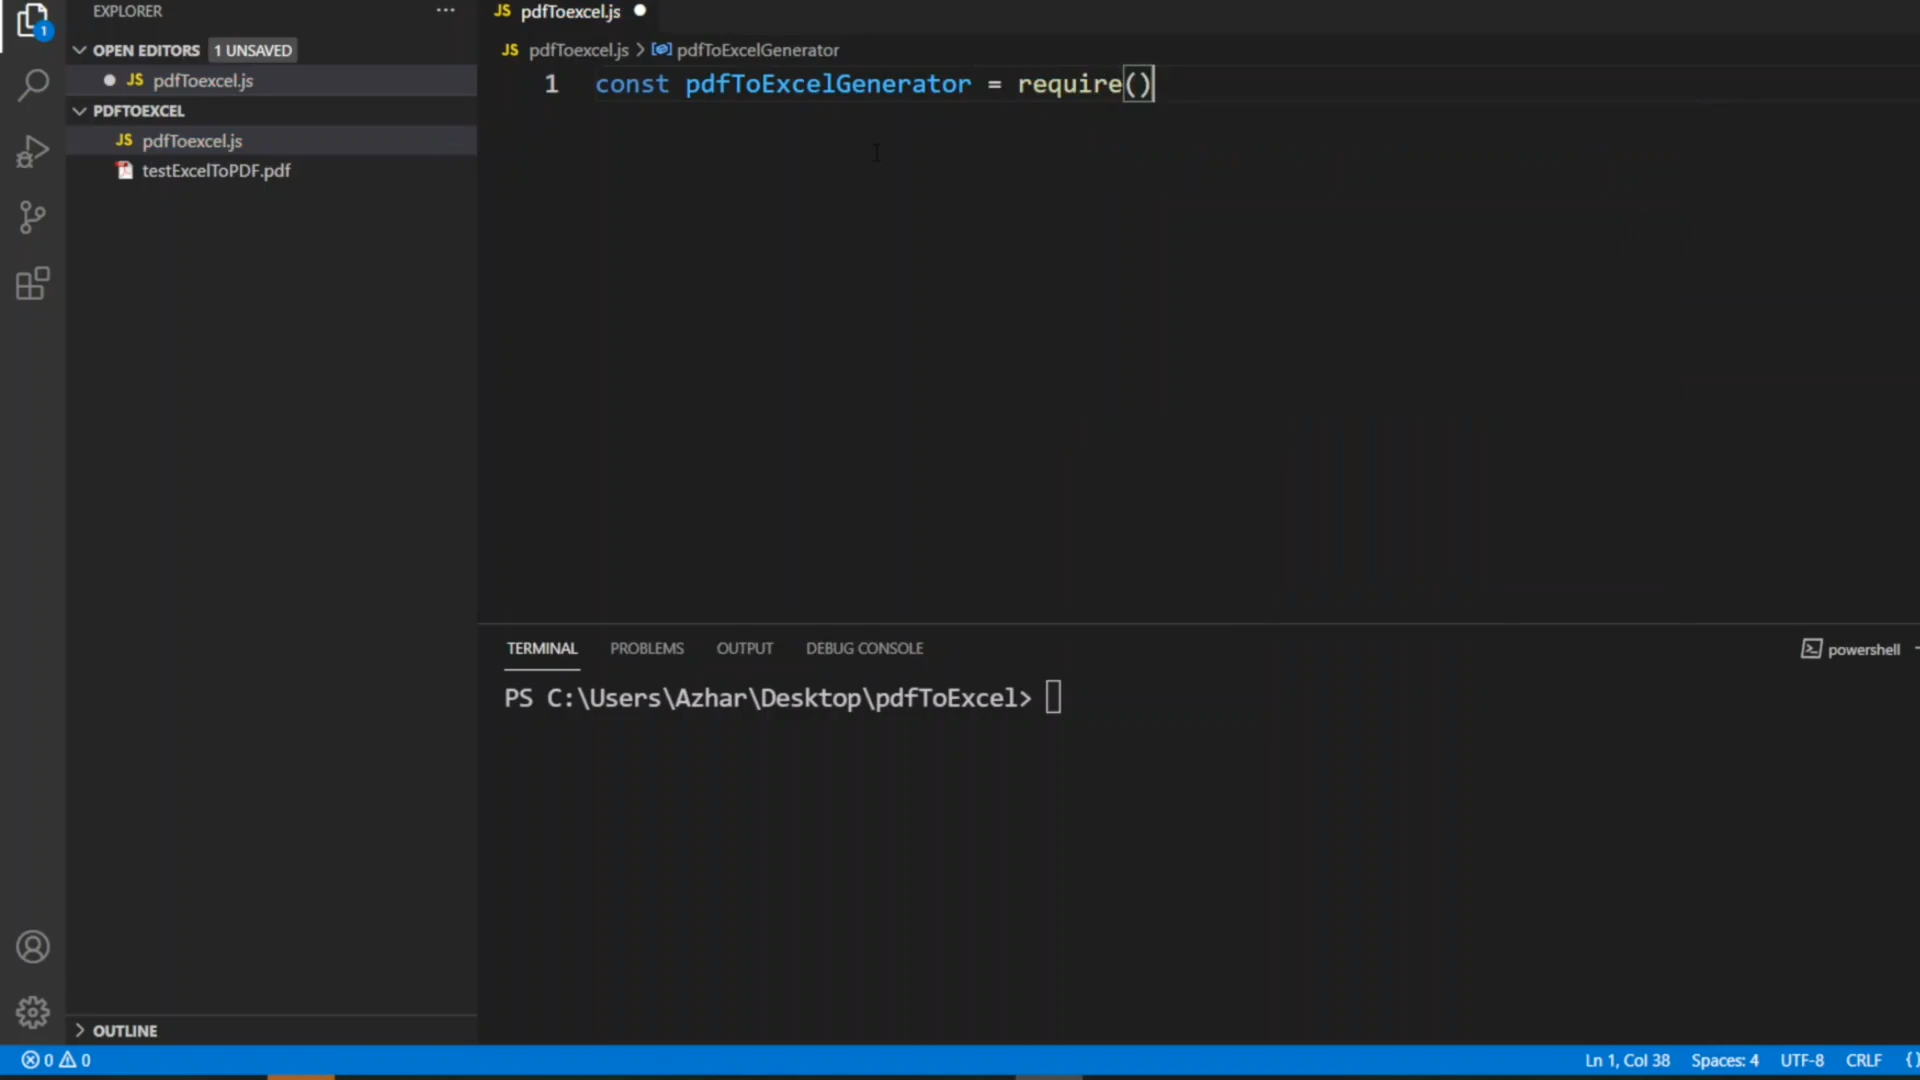 EXPLORER
...
OPEN EDITORS 1 UNSAVED
JS pdfToexcel.js
PDFTOEXCEL
JS pdfToexcel.js
testExcelToPDF.pdf
OUTLINE
1
JS pdfToexcel.js
JS pdfToexcel.js > pdfToExcelGenerator
1 const pdfToExcelGenerator = require()
TERMINAL PROBLEMS OUTPUT DEBUG CONSOLE
powershell
PS C:\Users\Azhar\Desktop\pdfToExcel>
0 0
Ln 1, Col 38 Spaces: 4 UTF-8 CRLF {}